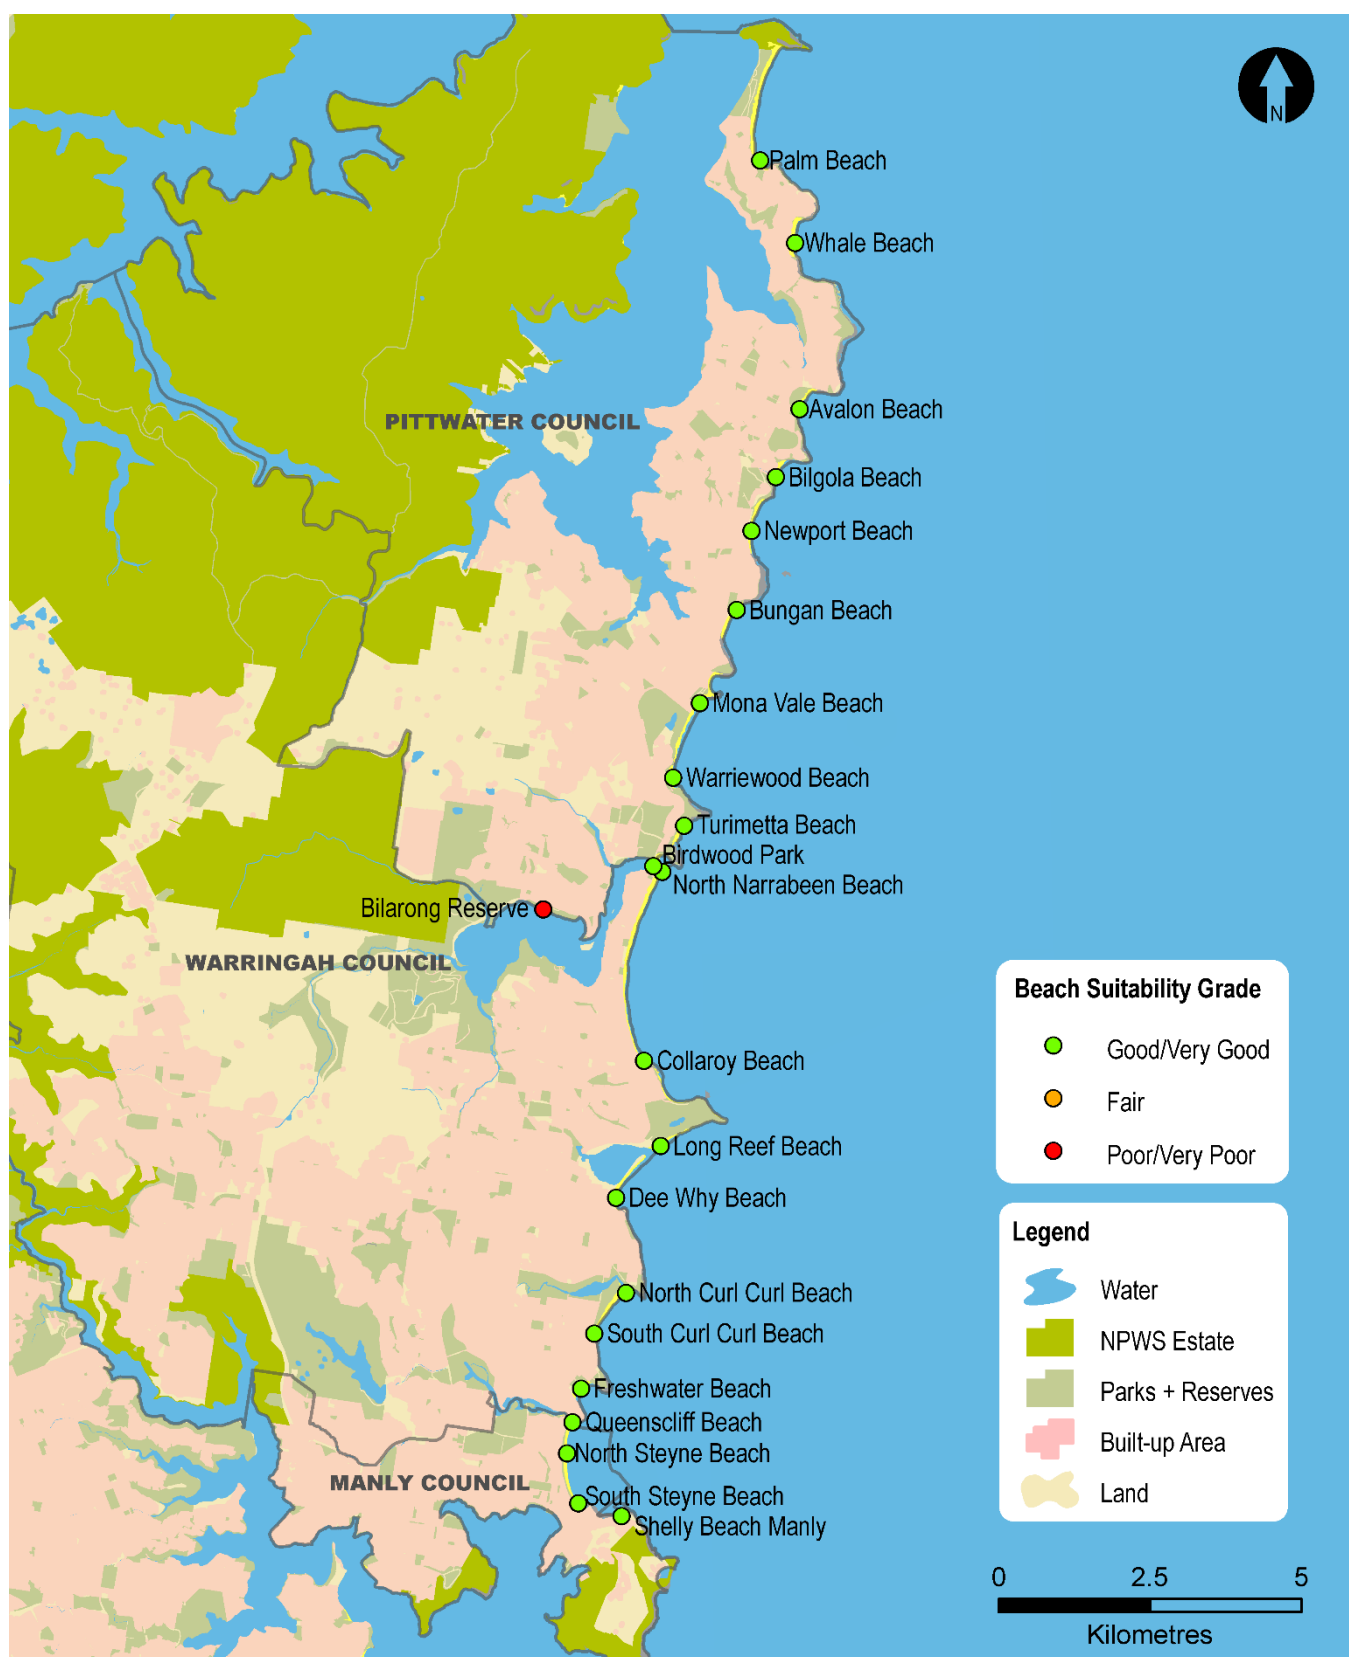 N
Palm Beach
Whale Beach
Avalon Beach
PITTWATER COUNCIL
Bilgola Beach
Newport Beach
Bungan Beach
Mona Vale Beach
Warriewood Beach
Turimetta Beach
Birdwood Park
North Narrabeen Beach
Bilarong Reserve
WARRINGAH COUNCIL
Collaroy Beach
Long Reef Beach
Dee Why Beach
North Curl Curl Beach
South Curl Curl Beach
Freshwater Beach
Queenscliff Beach
North Steyne Beach
MANLY COUNCIL
South Steyne Beach
Shelly Beach Manly
Beach Suitability Grade
Good/Very Good
Fair
Poor/Very Poor
Legend
Water
NPWS Estate
Parks + Reserves
Built-up Area
Land
0 2.5 5
Kilometres